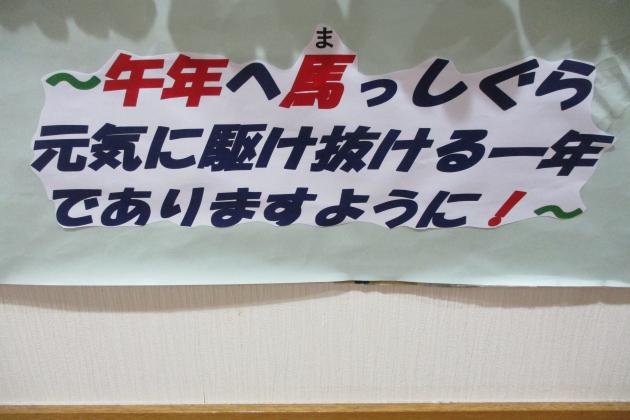 ま
～午年へ馬っしぐら
元気に駆け抜ける一年
でありますように！～